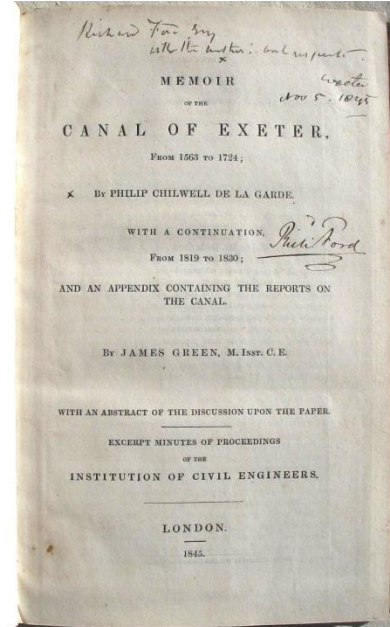 Richard Ford Esq
with the author's best respects
x
Exeter
Nov 5. 1845
MEMOIR
OF THE
CANAL OF EXETER,
FROM 1563 TO 1724;
x BY PHILIP CHILWELL DE LA GARDE.
WITH A CONTINUATION,
FROM 1819 TO 1830;
Rich.d Ford
AND AN APPENDIX CONTAINING THE REPORTS ON
THE CANAL.
BY JAMES GREEN, M. INST. C. E.
WITH AN ABSTRACT OF THE DISCUSSION UPON THE PAPER.
EXCERPT MINUTES OF PROCEEDINGS
OF THE
INSTITUTION OF CIVIL ENGINEERS.
LONDON.
1845.